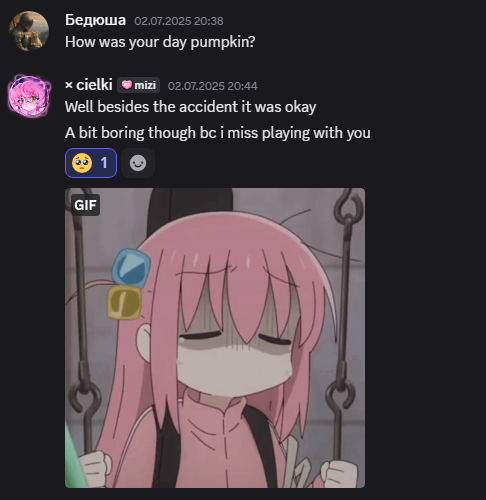 Бедюша 02.07.2025 20:38
How was your day pumpkin?
× cielki mizi 02.07.2025 20:44
Well besides the accident it was okay
A bit boring though bc i miss playing with you
1
GIF